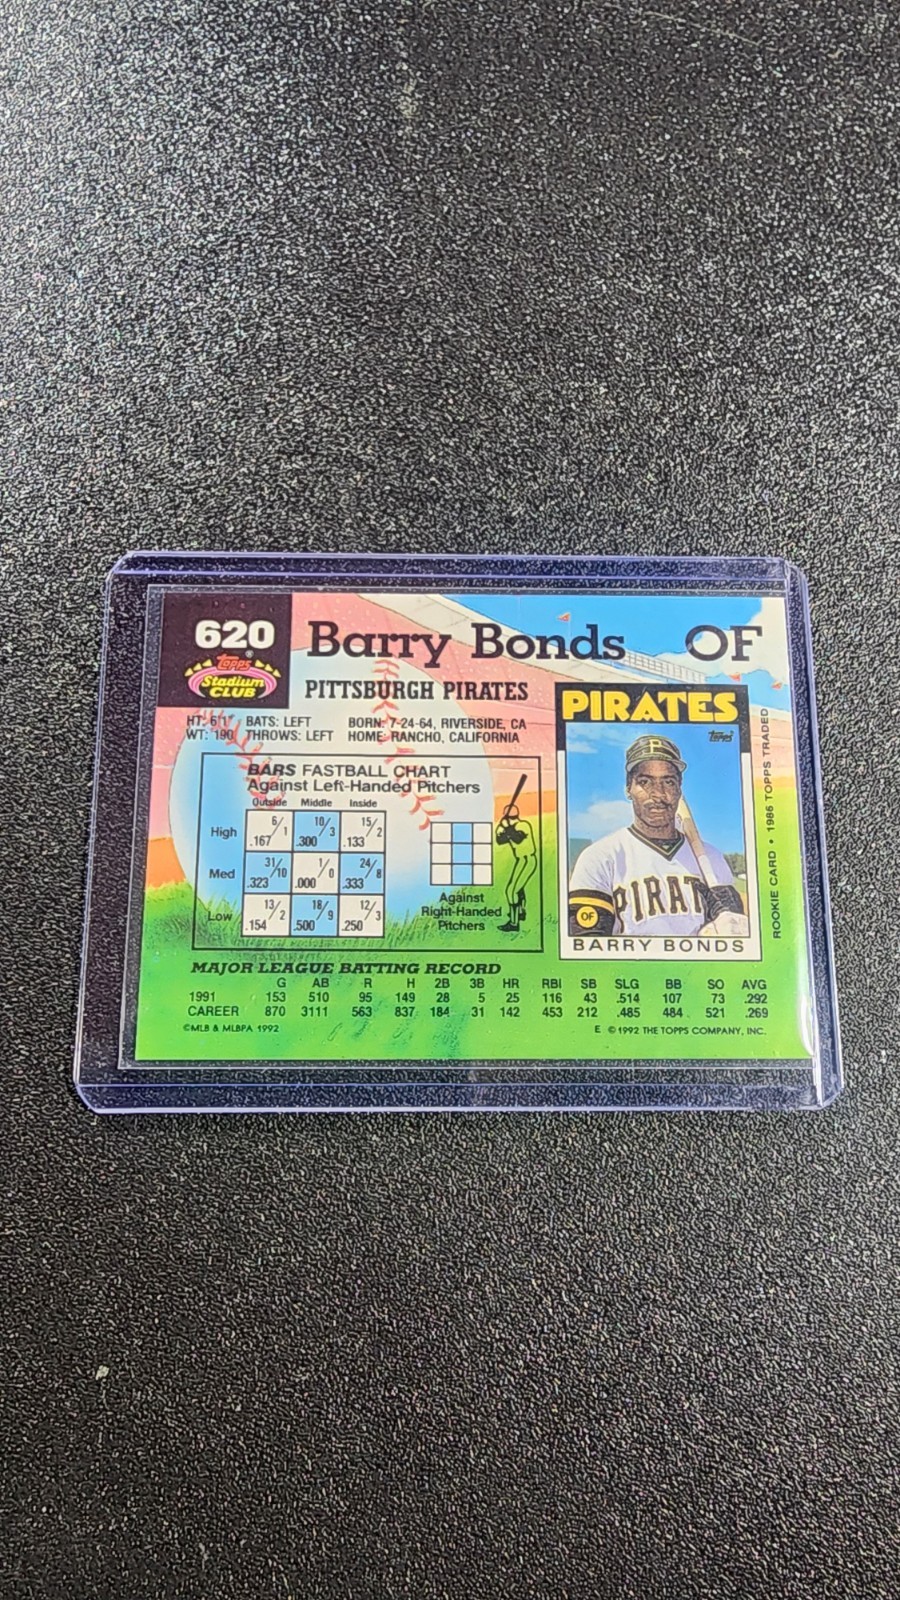 620
Topps®
Stadium
CLUB
Barry Bonds OF
PITTSBURGH PIRATES
HT: 6'1" BATS: LEFT BORN: 7-24-64, RIVERSIDE, CA
WT: 190 THROWS: LEFT HOME: RANCHO, CALIFORNIA
BARS FASTBALL CHART
Against Left-Handed Pitchers
Outside Middle Inside
High 6/1 .167 10/3 .300 15/2 .133
Med 31/10 .323 1/0 .000 24/8 .333
Low 13/2 .154 18/9 .500 12/3 .250
Against
Right-Handed
Pitchers
PIRATES
Topps
P
PIRAT
OF
BARRY BONDS
ROOKIE CARD • 1986 TOPPS TRADED
MAJOR LEAGUE BATTING RECORD
G AB R H 2B 3B HR RBI SB SLG BB SO AVG
1991 153 510 95 149 28 5 25 116 43 .514 107 73 .292
CAREER 870 3111 563 837 184 31 142 453 212 .485 484 521 .269
©MLB & MLBPA 1992 E ©1992 THE TOPPS COMPANY, INC.